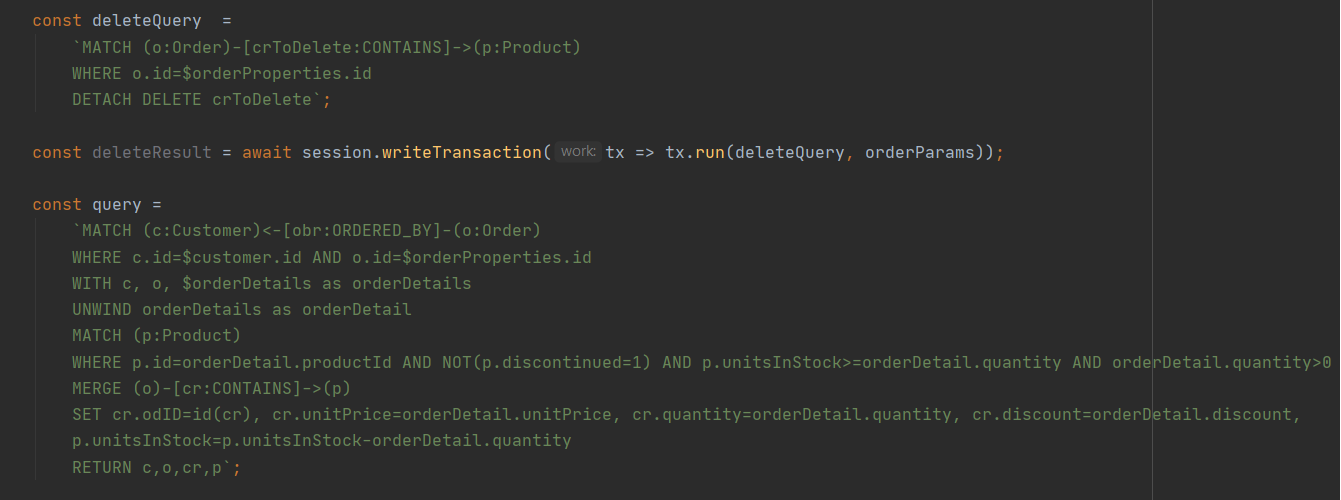 const deleteQuery  =
`MATCH (o:Order)-[crToDelete:CONTAINS]->(p:Product)
WHERE o.id=$orderProperties.id
DETACH DELETE crToDelete`;
const deleteResult = await session.writeTransaction( work: tx => tx.run(deleteQuery, orderParams));
const query =
`MATCH (c:Customer)<-[obr:ORDERED_BY]-(o:Order)
WHERE c.id=$customer.id AND o.id=$orderProperties.id
WITH c, o, $orderDetails as orderDetails
UNWIND orderDetails as orderDetail
MATCH (p:Product)
WHERE p.id=orderDetail.productId AND NOT(p.discontinued=1) AND p.unitsInStock>=orderDetail.quantity AND orderDetail.quantity>0
MERGE (o)-[cr:CONTAINS]->(p)
SET cr.odID=id(cr), cr.unitPrice=orderDetail.unitPrice, cr.quantity=orderDetail.quantity, cr.discount=orderDetail.discount,
p.unitsInStock=p.unitsInStock-orderDetail.quantity
RETURN c,o,cr,p`;